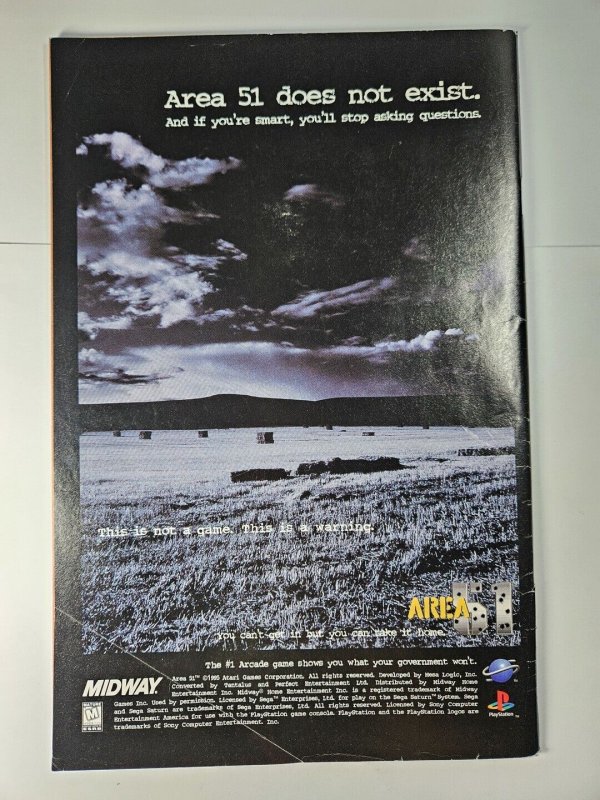 Area 51 does not exist.
And if you're smart, you'll stop asking questions.
This is not a game. This is a warning.
AREA 51
you can't get in but you can take it home.
The #1 Arcade game shows you what your government won't.
MIDWAY
Area 51™ ©1995 Atari Games Corporation. All rights reserved. Developed by Mesa Logic, Inc.
Converted by Tantalus and Perfect Entertainment Ltd. Distributed by Midway Home
Entertainment Inc. Midway® Home Entertainment Inc. is a registered trademark of Midway
Games Inc. Used by permission. Licensed by Sega™ Enterprises, Ltd. for play on the Sega Saturn™ System. Sega
and Sega Saturn are trademarks of Sega Enterprises, Ltd. All rights reserved. Licensed by Sony Computer
Entertainment America for use with the PlayStation game console. PlayStation and the PlayStation logos are
trademarks of Sony Computer Entertainment, Inc.
MATURE
M
ESRB
PlayStation™